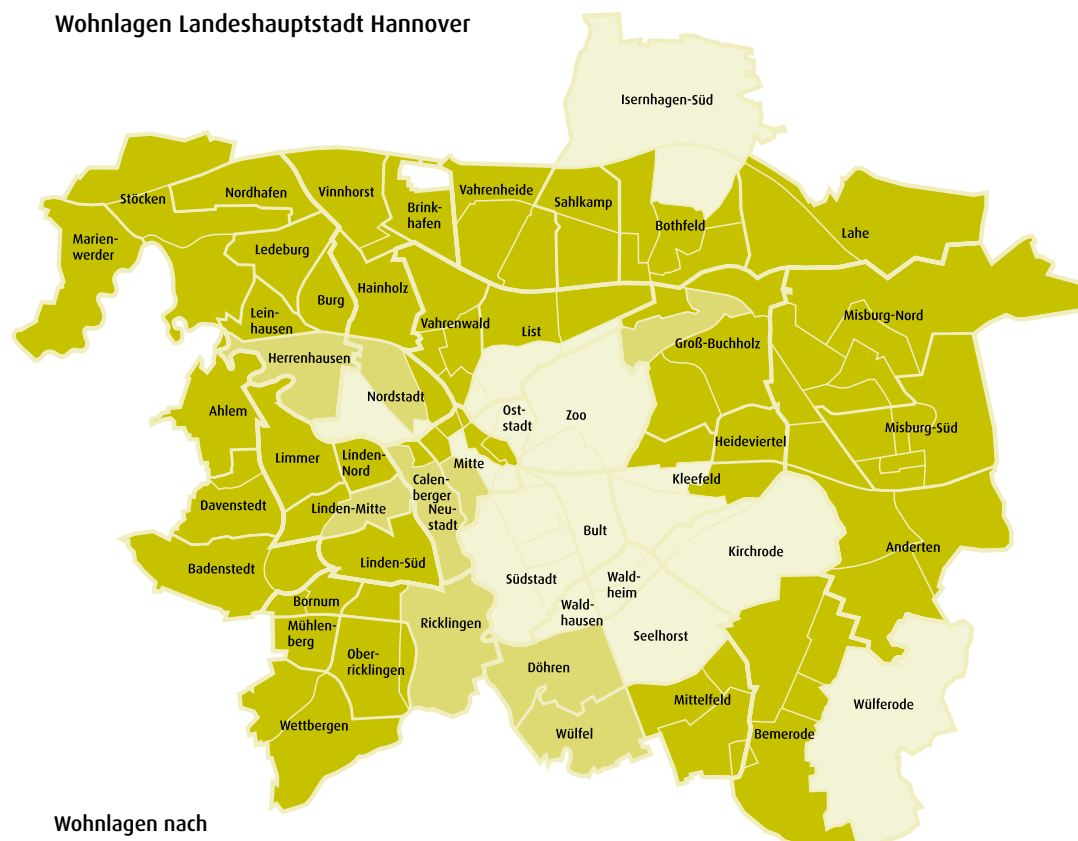 Wohnlagen Landeshauptstadt Hannover
Isernhagen-Süd
Stöcken
Nordhafen
Vinnhorst
Brink-
hafen
Vahrenheide
Sahlkamp
Bothfeld
Lahe
Marien-
werder
Ledeburg
Lein-
hausen
Burg
Hainholz
Vahrenwald
List
Groß-Buchholz
Misburg-Nord
Herrenhausen
Nordstadt
Ahlem
Ost-
stadt
Zoo
Heideviertel
Misburg-Süd
Limmer
Linden-
Nord
Mitte
Calen-
berger
Neu-
stadt
Kleefeld
Davenstedt
Linden-Mitte
Bult
Kirchrode
Anderten
Badenstedt
Linden-Süd
Südstadt
Wald-
heim
Wald-
hausen
Bornum
Mühlen-
berg
Ricklingen
Seelhorst
Ober-
ricklingen
Döhren
Mittelfeld
Wülferode
Wettbergen
Wülfel
Bemerode
Wohnlagen nach